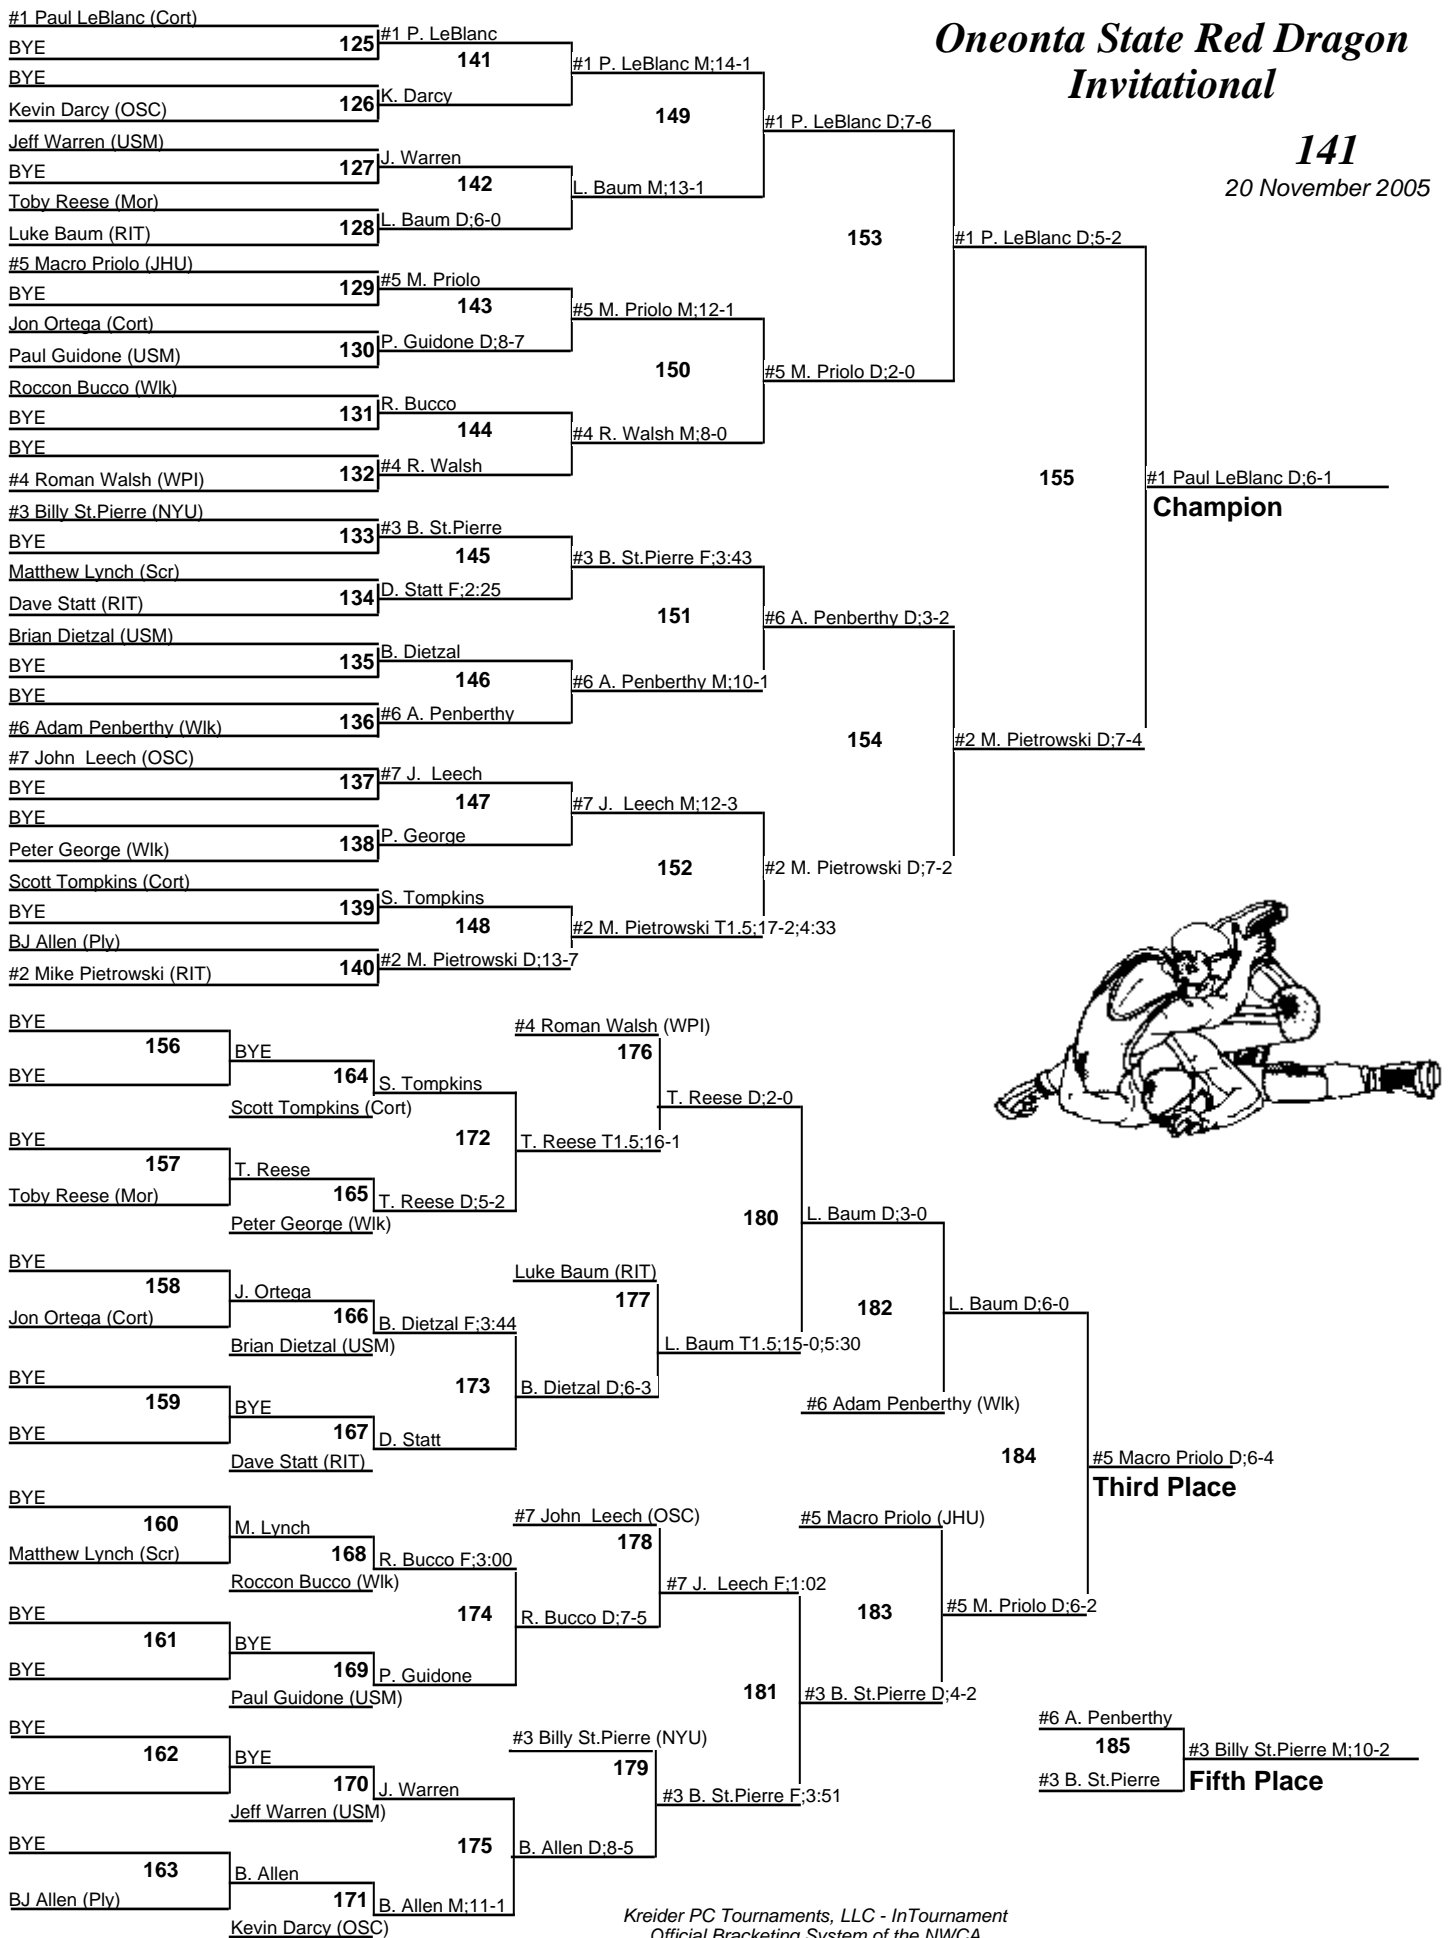 Oneonta State Red Dragon
Invitational
141
20 November 2005
#1 Paul LeBlanc (Cort)
BYE
125
#1 P. LeBlanc
BYE
Kevin Darcy (OSC)
126
K. Darcy
141
#1 P. LeBlanc M;14-1
Jeff Warren (USM)
BYE
127
J. Warren
Toby Reese (Mor)
Luke Baum (RIT)
128
L. Baum D;6-0
142
L. Baum M;13-1
149
#1 P. LeBlanc D;7-6
#5 Macro Priolo (JHU)
BYE
129
#5 M. Priolo
Jon Ortega (Cort)
Paul Guidone (USM)
130
P. Guidone D;8-7
143
#5 M. Priolo M;12-1
Roccon Bucco (Wlk)
BYE
131
R. Bucco
BYE
#4 Roman Walsh (WPI)
132
#4 R. Walsh
144
#4 R. Walsh M;8-0
150
#5 M. Priolo D;2-0
153
#1 P. LeBlanc D;5-2
#3 Billy St.Pierre (NYU)
BYE
133
#3 B. St.Pierre
Matthew Lynch (Scr)
Dave Statt (RIT)
134
D. Statt F;2:25
145
#3 B. St.Pierre F;3:43
Brian Dietzal (USM)
BYE
135
B. Dietzal
BYE
#6 Adam Penberthy (Wlk)
136
#6 A. Penberthy
146
#6 A. Penberthy M;10-1
151
#6 A. Penberthy D;3-2
#7 John  Leech (OSC)
BYE
137
#7 J.  Leech
BYE
Peter George (Wlk)
138
P. George
147
#7 J.  Leech M;12-3
Scott Tompkins (Cort)
BYE
139
S. Tompkins
BJ Allen (Ply)
#2 Mike Pietrowski (RIT)
140
#2 M. Pietrowski D;13-7
148
#2 M. Pietrowski T1.5;17-2;4:33
152
#2 M. Pietrowski D;7-2
154
#2 M. Pietrowski D;7-4
155
#1 Paul LeBlanc D;6-1
Champion
BYE
156
BYE
BYE
164
Scott Tompkins (Cort)
S. Tompkins
BYE
157
Toby Reese (Mor)
T. Reese
165
Peter George (Wlk)
T. Reese D;5-2
172
T. Reese T1.5;16-1
#4 Roman Walsh (WPI)
176
T. Reese D;2-0
BYE
158
Jon Ortega (Cort)
J. Ortega
166
Brian Dietzal (USM)
B. Dietzal F;3:44
BYE
159
BYE
BYE
167
Dave Statt (RIT)
D. Statt
173
B. Dietzal D;6-3
Luke Baum (RIT)
177
L. Baum T1.5;15-0;5:30
180
L. Baum D;3-0
182
#6 Adam Penberthy (Wlk)
L. Baum D;6-0
BYE
160
Matthew Lynch (Scr)
M. Lynch
168
Roccon Bucco (Wlk)
R. Bucco F;3:00
BYE
161
BYE
BYE
169
Paul Guidone (USM)
P. Guidone
174
R. Bucco D;7-5
#7 John  Leech (OSC)
178
#7 J.  Leech F;1:02
BYE
162
BYE
BYE
170
Jeff Warren (USM)
J. Warren
BYE
163
BJ Allen (Ply)
B. Allen
171
Kevin Darcy (OSC)
B. Allen M;11-1
175
B. Allen D;8-5
#3 Billy St.Pierre (NYU)
179
#3 B. St.Pierre F;3:51
181
#3 B. St.Pierre D;4-2
#5 Macro Priolo (JHU)
183
#5 M. Priolo D;6-2
184
#5 Macro Priolo D;6-4
Third Place
#6 A. Penberthy
185
#3 B. St.Pierre
#3 Billy St.Pierre M;10-2
Fifth Place
Kreider PC Tournaments, LLC - InTournament
Official Bracketing System of the NWCA